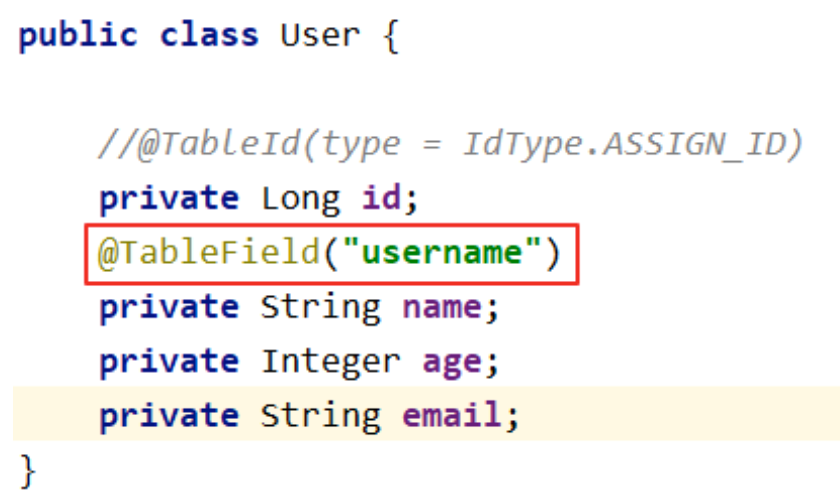 public class User {
//@TableId(type = IdType.ASSIGN_ID)
private Long id;
@TableField("username")
private String name;
private Integer age;
private String email;
}